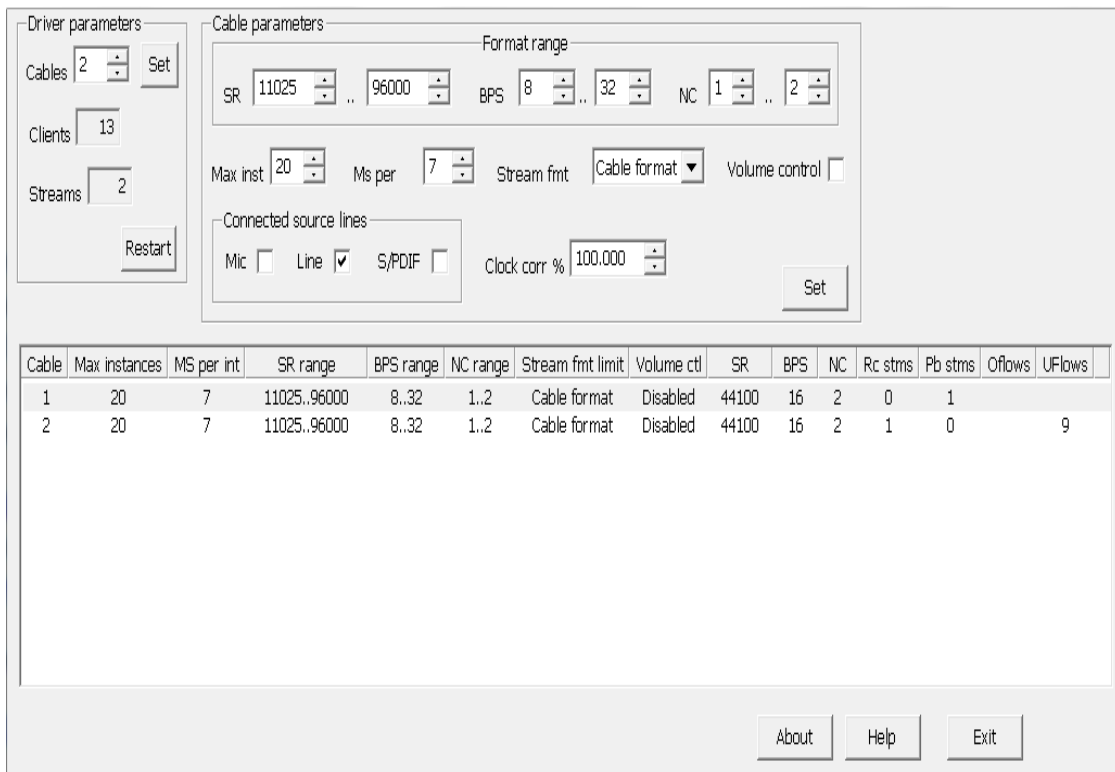 Driver parameters
Cables 2 Set
Clients 13
Streams 2
Restart
Cable parameters
Format range
SR 11025 .. 96000 BPS 8 .. 32 NC 1 .. 2
Max inst 20 Ms per 7 Stream fmt Cable format Volume control
Connected source lines
Mic Line S/PDIF
Clock corr % 100.000
Set
Cable Max instances MS per int SR range BPS range NC range Stream fmt limit Volume ctl SR BPS NC Rc stms Pb stms Oflows UFlows
1 20 7 11025..96000 8..32 1..2 Cable format Disabled 44100 16 2 0 1
2 20 7 11025..96000 8..32 1..2 Cable format Disabled 44100 16 2 1 0 9
About Help Exit